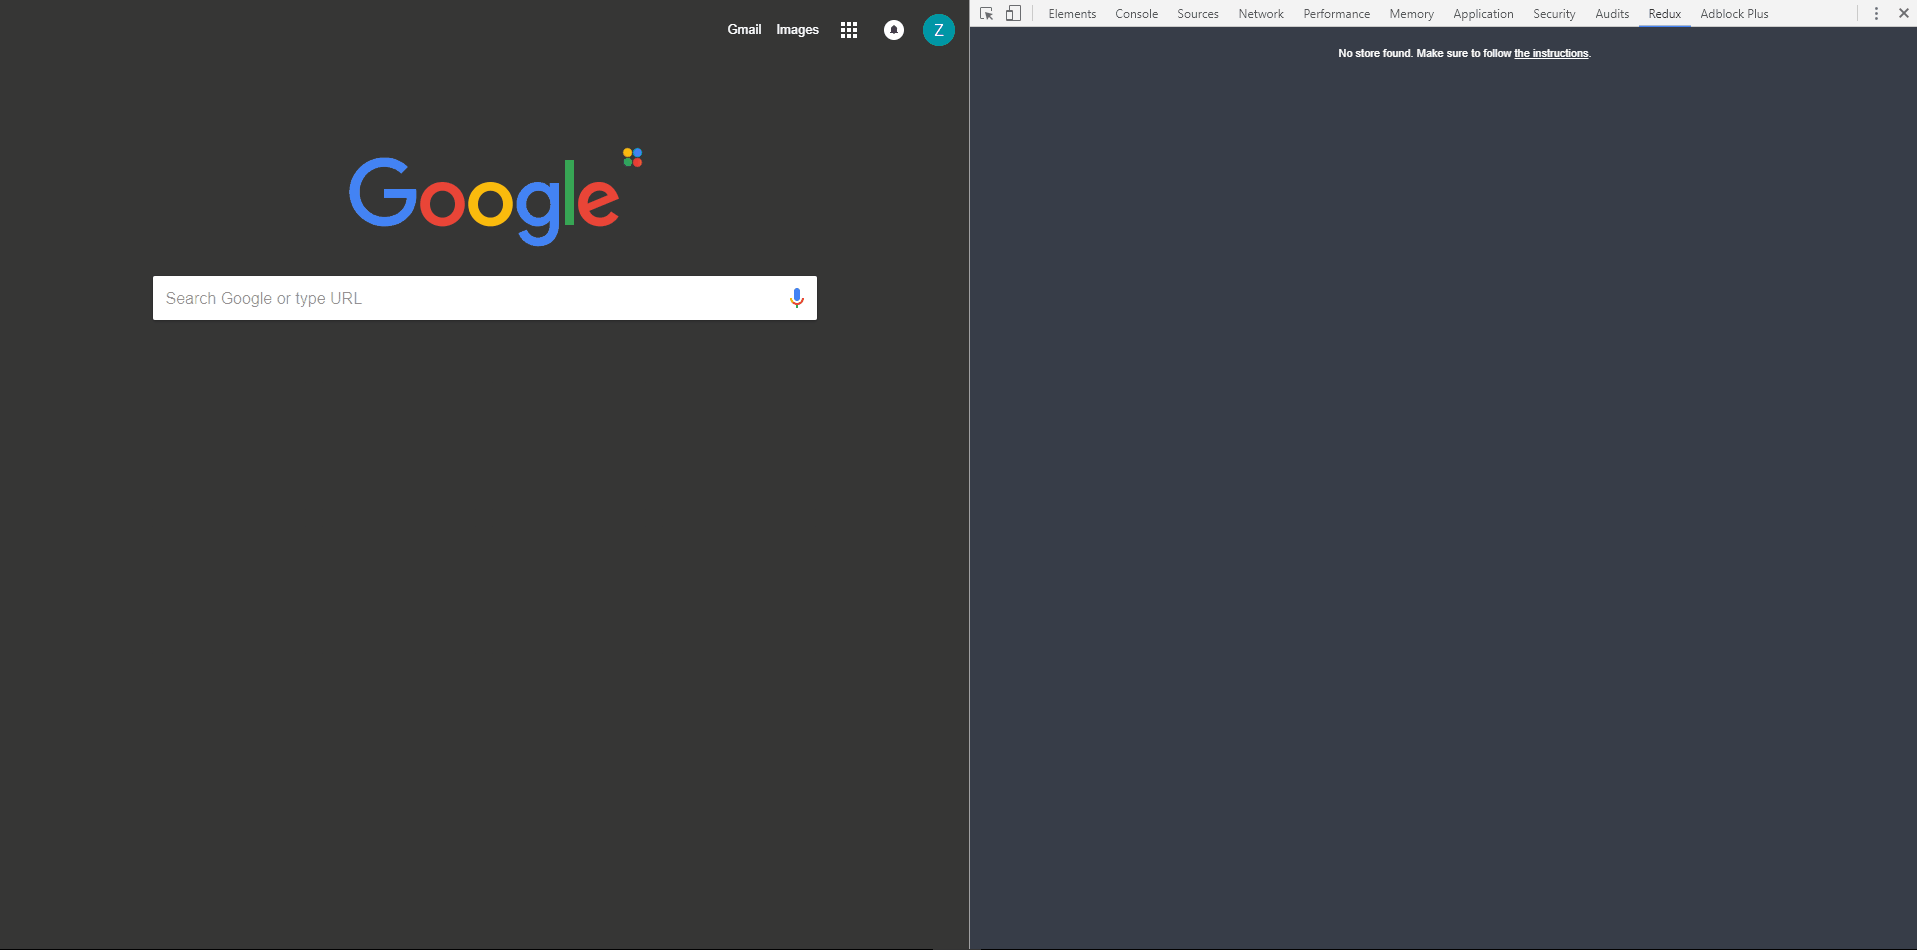 Gmail Images
Z
Google
Search Google or type URL
Elements Console Sources Network Performance Memory Application Security Audits Redux Adblock Plus
No store found. Make sure to follow the instructions.